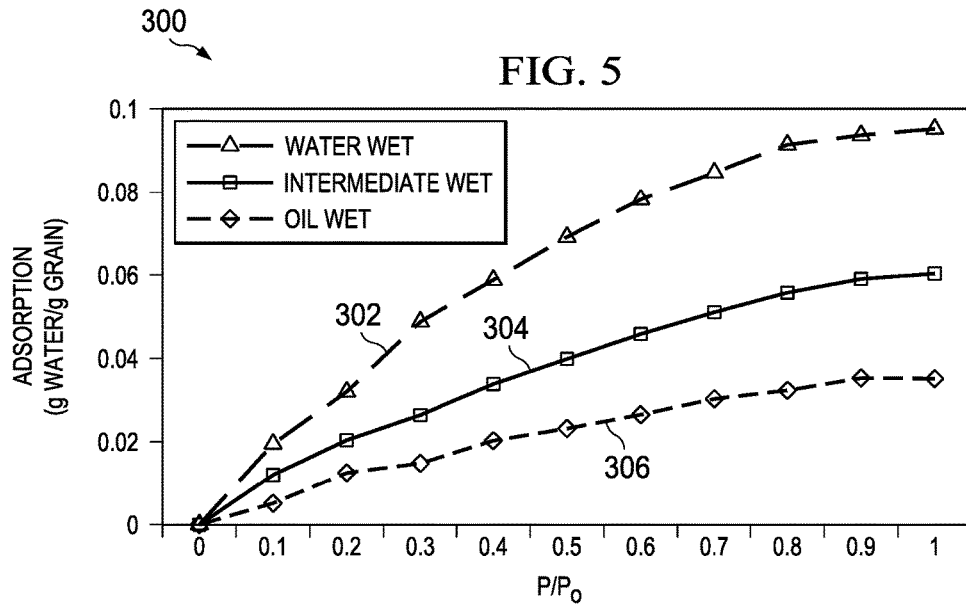 300
FIG. 5
0.1
0.08
0.06
0.04
0.02
0
ADSORPTION
(g WATER/g GRAIN)
WATER WET
INTERMEDIATE WET
OIL WET
302
304
306
0 0.1 0.2 0.3 0.4 0.5 0.6 0.7 0.8 0.9 1
P/Po